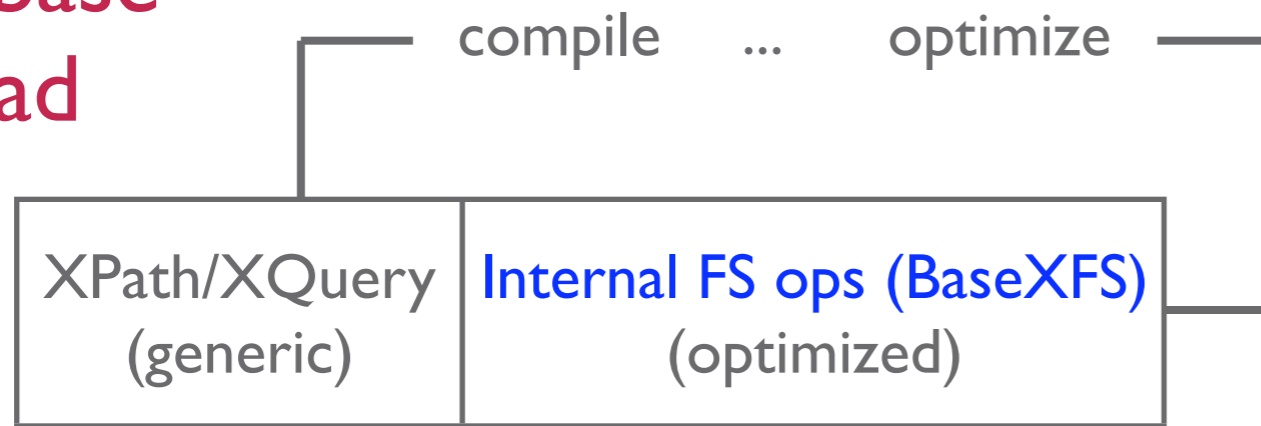 compile ... optimize
XPath/XQuery
(generic)
Internal FS ops (BaseXFS)
(optimized)